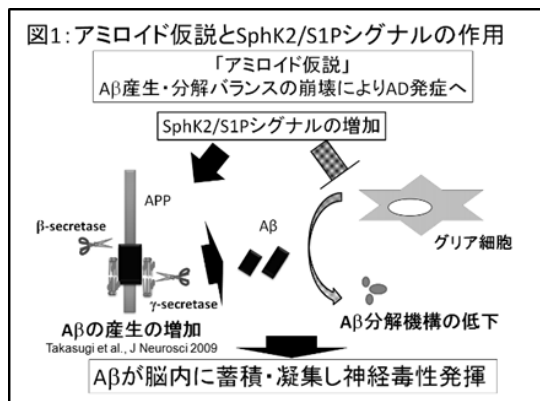 図1：アミロイド仮説とSphK2/S1Pシグナルの作用
「アミロイド仮説」
Aβ産生・分解バランスの崩壊によりAD発症へ
SphK2/S1Pシグナルの増加
APP
β-secretase
Aβ
グリア細胞
γ-secretase
Aβの産生の増加
Takasugi et al., J Neurosci 2009
Aβ分解機構の低下
Aβが脳内に蓄積・凝集し神経毒性発揮